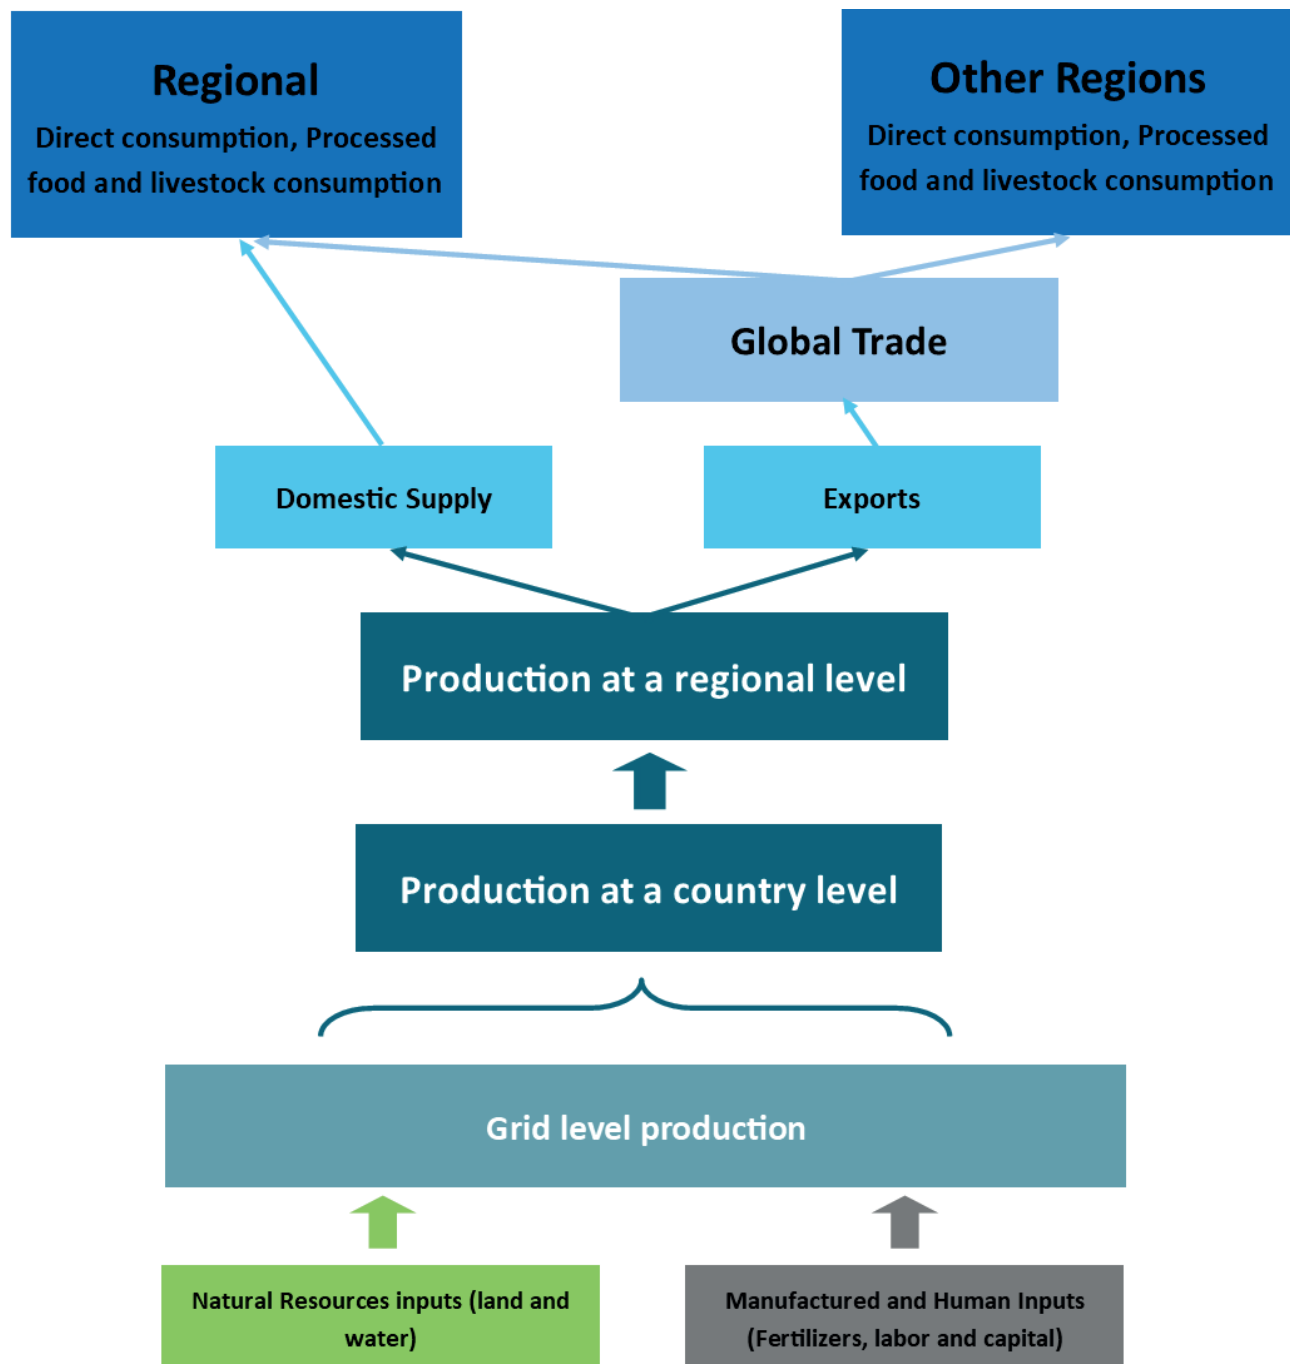 Regional
Direct consumption, Processed
food and livestock consumption
Other Regions
Direct consumption, Processed
food and livestock consumption
Global Trade
Domestic Supply
Exports
Production at a regional level
Production at a country level
Grid level production
Natural Resources inputs (land and
water)
Manufactured and Human Inputs
(Fertilizers, labor and capital)